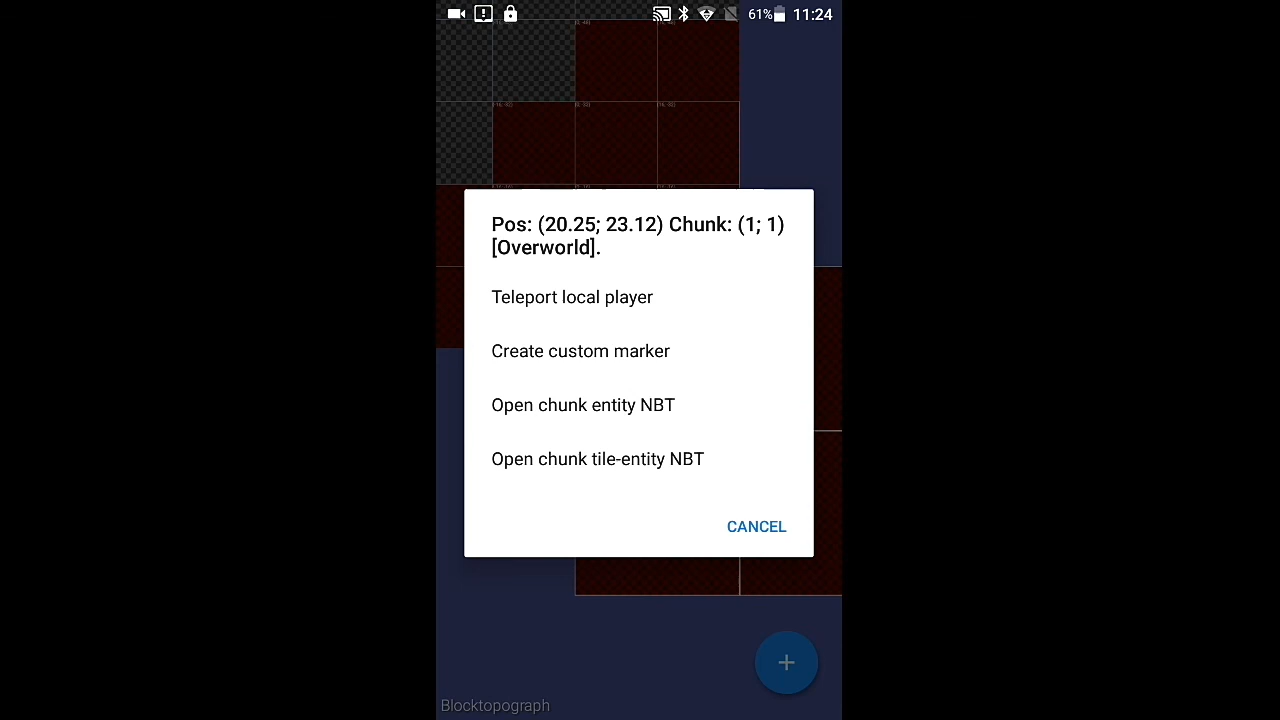 61% 11:24
Pos: (20.25; 23.12) Chunk: (1; 1)
[Overworld].
Teleport local player
Create custom marker
Open chunk entity NBT
Open chunk tile-entity NBT
CANCEL
+
Blocktopograph